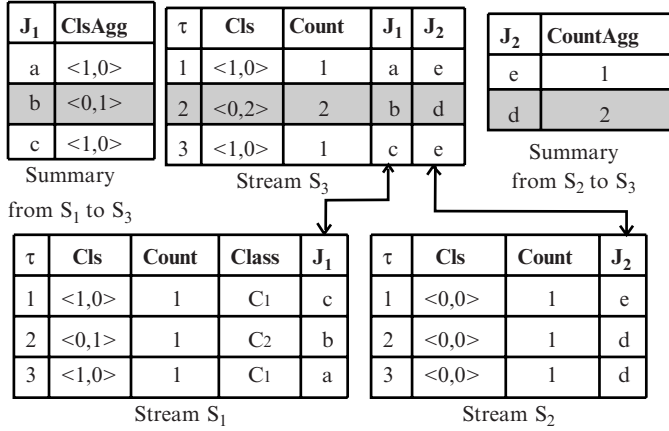 J1 ClsAgg
a <1,0>
b <0,1>
c <1,0>
Summary
from S1 to S3
τ Cls Count J1 J2
1 <1,0> 1 a e
2 <0,2> 2 b d
3 <1,0> 1 c e
Stream S3
J2 CountAgg
e 1
d 2
Summary
from S2 to S3
τ Cls Count Class J1
1 <1,0> 1 C1 c
2 <0,1> 1 C2 b
3 <1,0> 1 C1 a
Stream S1
τ Cls Count J2
1 <0,0> 1 e
2 <0,0> 1 d
3 <0,0> 1 d
Stream S2